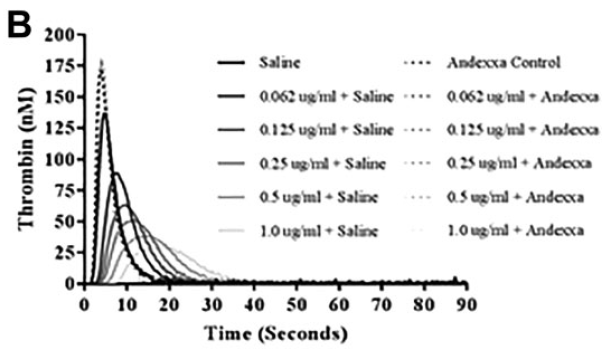 B
200
175
150
125
100
75
50
25
0
Thrombin (nM)
0 10 20 30 40 50 60 70 80 90
Time (Seconds)
Saline Andexxa Control
0.062 ug/ml + Saline 0.062 ug/ml + Andexxa
0.125 ug/ml + Saline 0.125 ug/ml + Andexxa
0.25 ug/ml + Saline 0.25 ug/ml + Andexxa
0.5 ug/ml + Saline 0.5 ug/ml + Andexxa
1.0 ug/ml + Saline 1.0 ug/ml + Andexxa